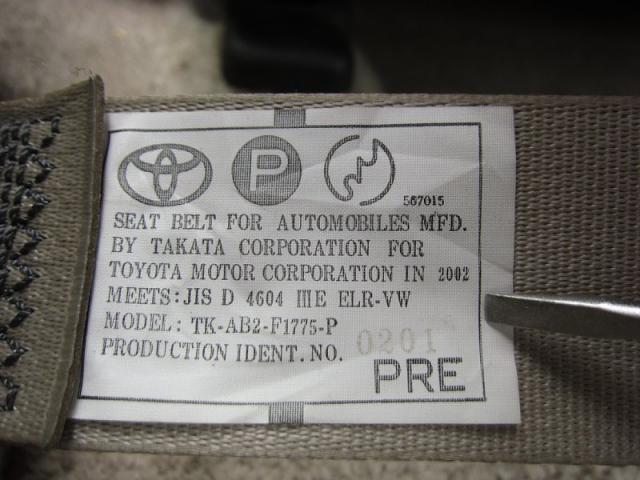 P
567015
SEAT BELT FOR AUTOMOBILES MFD.
BY TAKATA CORPORATION FOR
TOYOTA MOTOR CORPORATION IN 2002
MEETS: JIS D 4604 ⅢE ELR-VW
MODEL: TK-AB2-F1775-P
PRODUCTION IDENT. NO. 0201
PRE